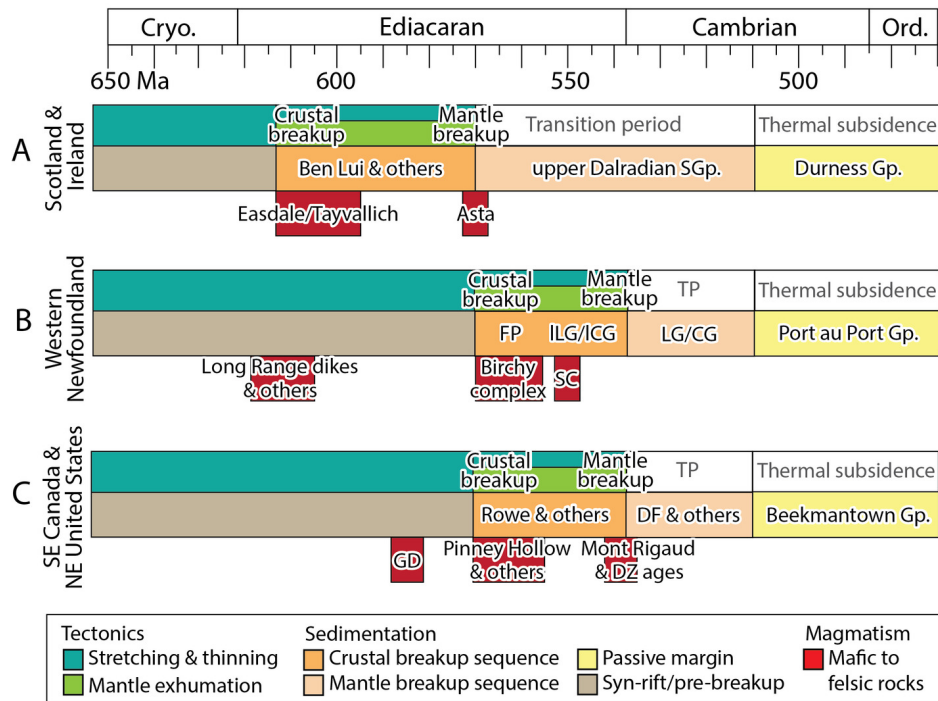 Cryo. Ediacaran Cambrian Ord.
650 Ma 600 550 500
A
Scotland &
Ireland
Crustal
breakup
Mantle
breakup
Transition period
Thermal subsidence
Ben Lui & others
upper Dalradian SGp.
Durness Gp.
Easdale/Tayvallich
Asta
B
Western
Newfoundland
Crustal
breakup
Mantle
breakup
TP
Thermal subsidence
FP
ILG/ICG
LG/CG
Port au Port Gp.
Long Range dikes
& others
Birchy
complex
SC
C
SE Canada &
NE United States
Crustal
breakup
Mantle
breakup
TP
Thermal subsidence
Rowe & others
DF & others
Beekmantown Gp.
GD
Pinney Hollow
& others
Mont Rigaud
& DZ ages
Tectonics
Stretching & thinning
Mantle exhumation
Sedimentation
Crustal breakup sequence
Mantle breakup sequence
Passive margin
Syn-rift/pre-breakup
Magmatism
Mafic to
felsic rocks